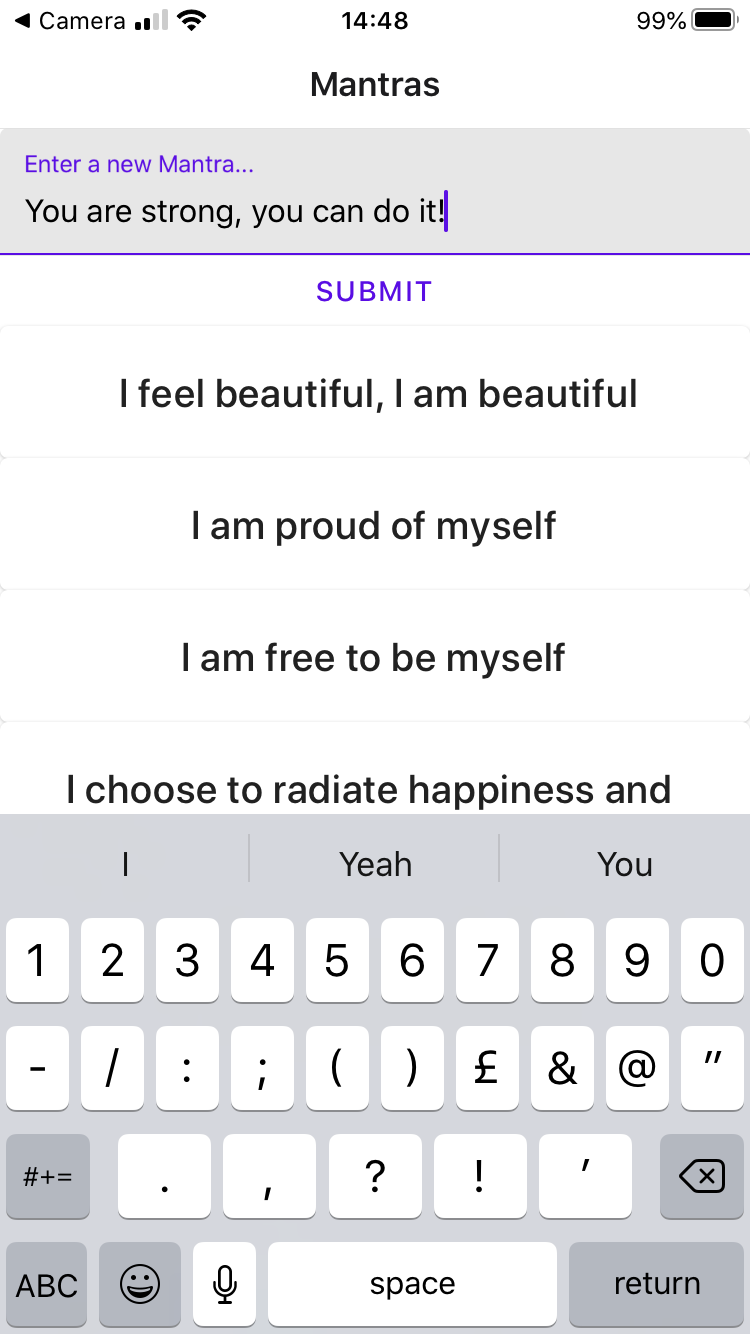 ◀ Camera 14:48 99%
Mantras
Enter a new Mantra...
You are strong, you can do it!
SUBMIT
I feel beautiful, I am beautiful
I am proud of myself
I am free to be myself
I choose to radiate happiness and
I Yeah You
1 2 3 4 5 6 7 8 9 0
- / : ; ( ) £ & @ "
#+= . , ? ! '
ABC space return